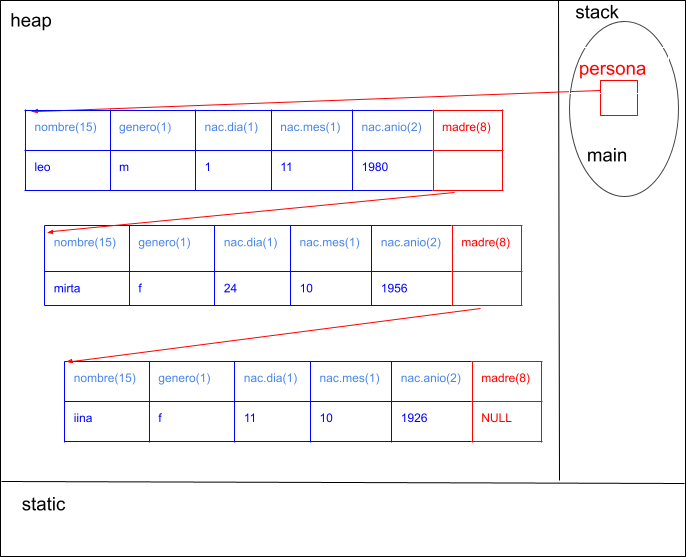 heap
stack
persona
main
nombre(15) genero(1) nac.dia(1) nac.mes(1) nac.anio(2) madre(8)
leo m 1 11 1980
nombre(15) genero(1) nac.dia(1) nac.mes(1) nac.anio(2) madre(8)
mirta f 24 10 1956
nombre(15) genero(1) nac.dia(1) nac.mes(1) nac.anio(2) madre(8)
iina f 11 10 1926 NULL
static